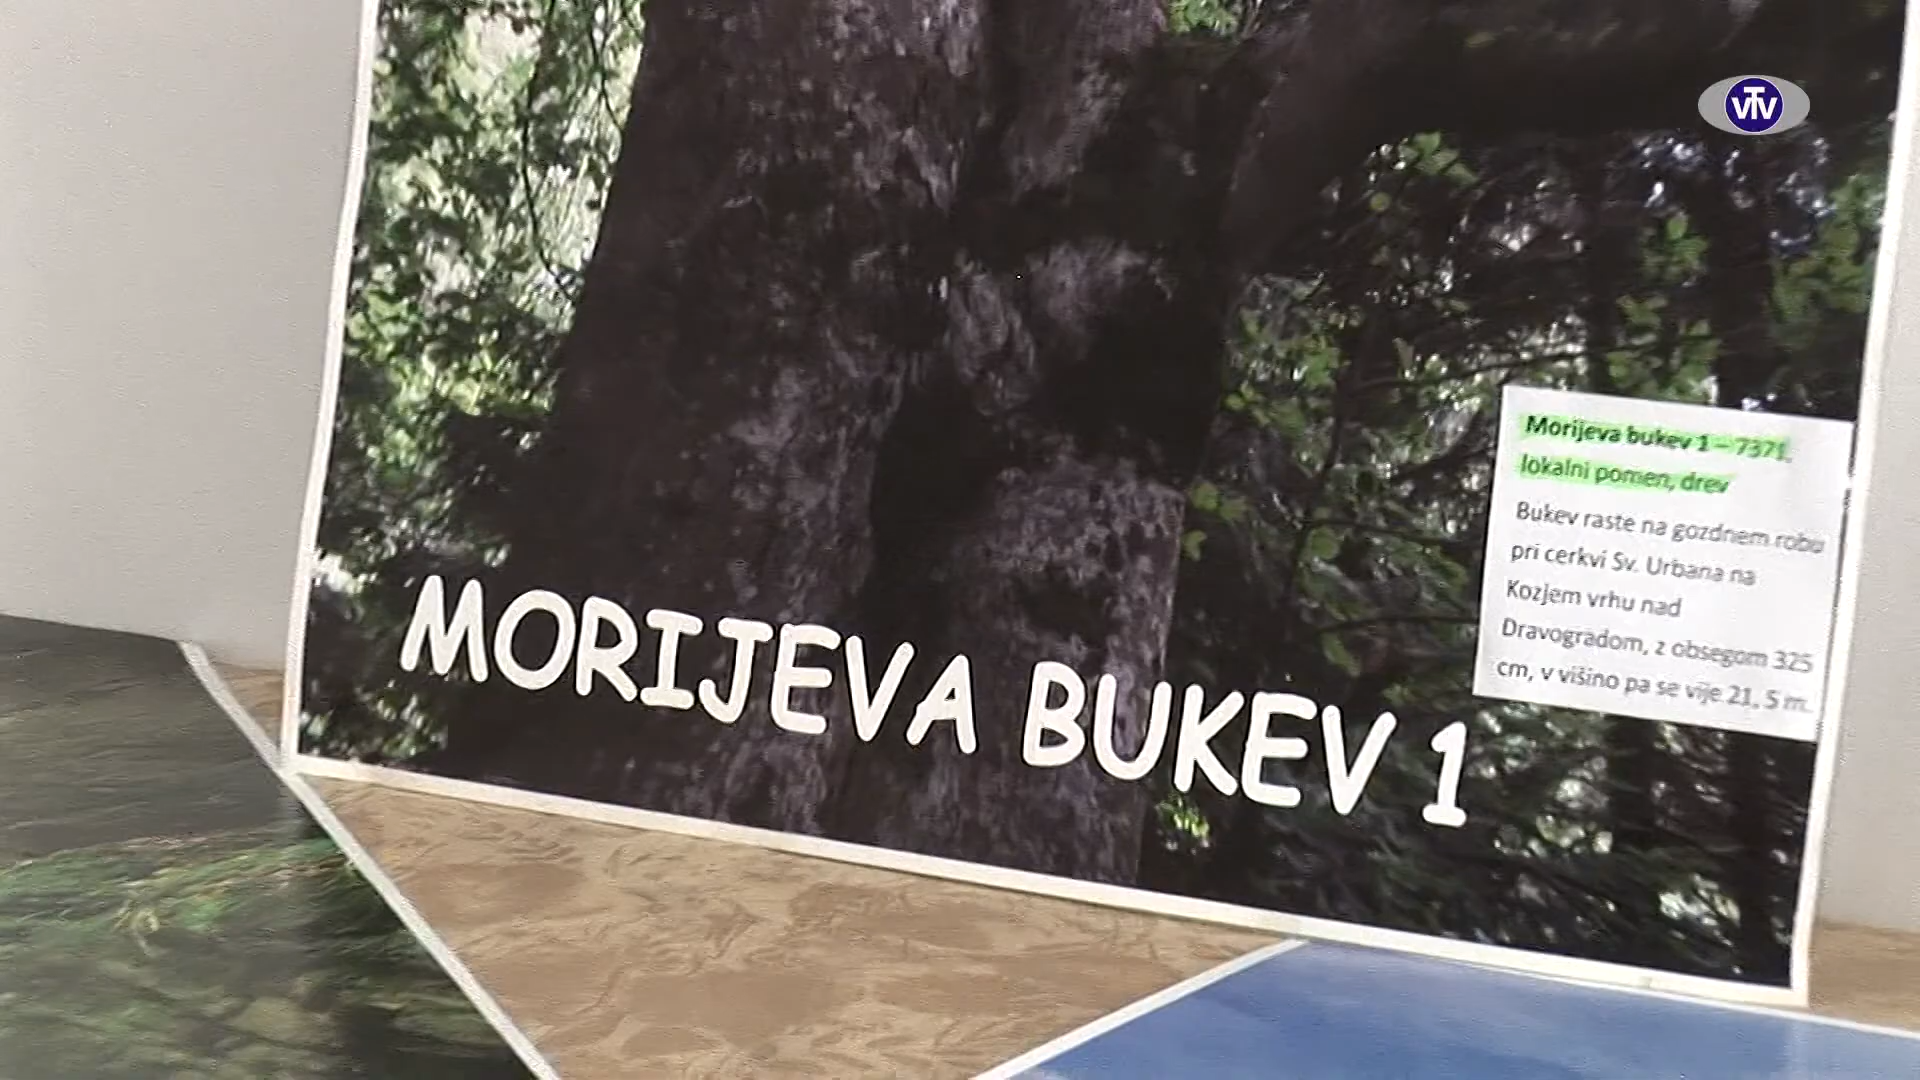 VTV
Morijeva bukev 1 – 7371,
lokalni pomen, drev
Bukev raste na gozdnem robu
pri cerkvi Sv. Urbana na
Kozjem vrhu nad
Dravogradom, z obsegom 325
cm, v višino pa se vije 21, 5 m.
MORIJEVA BUKEV 1